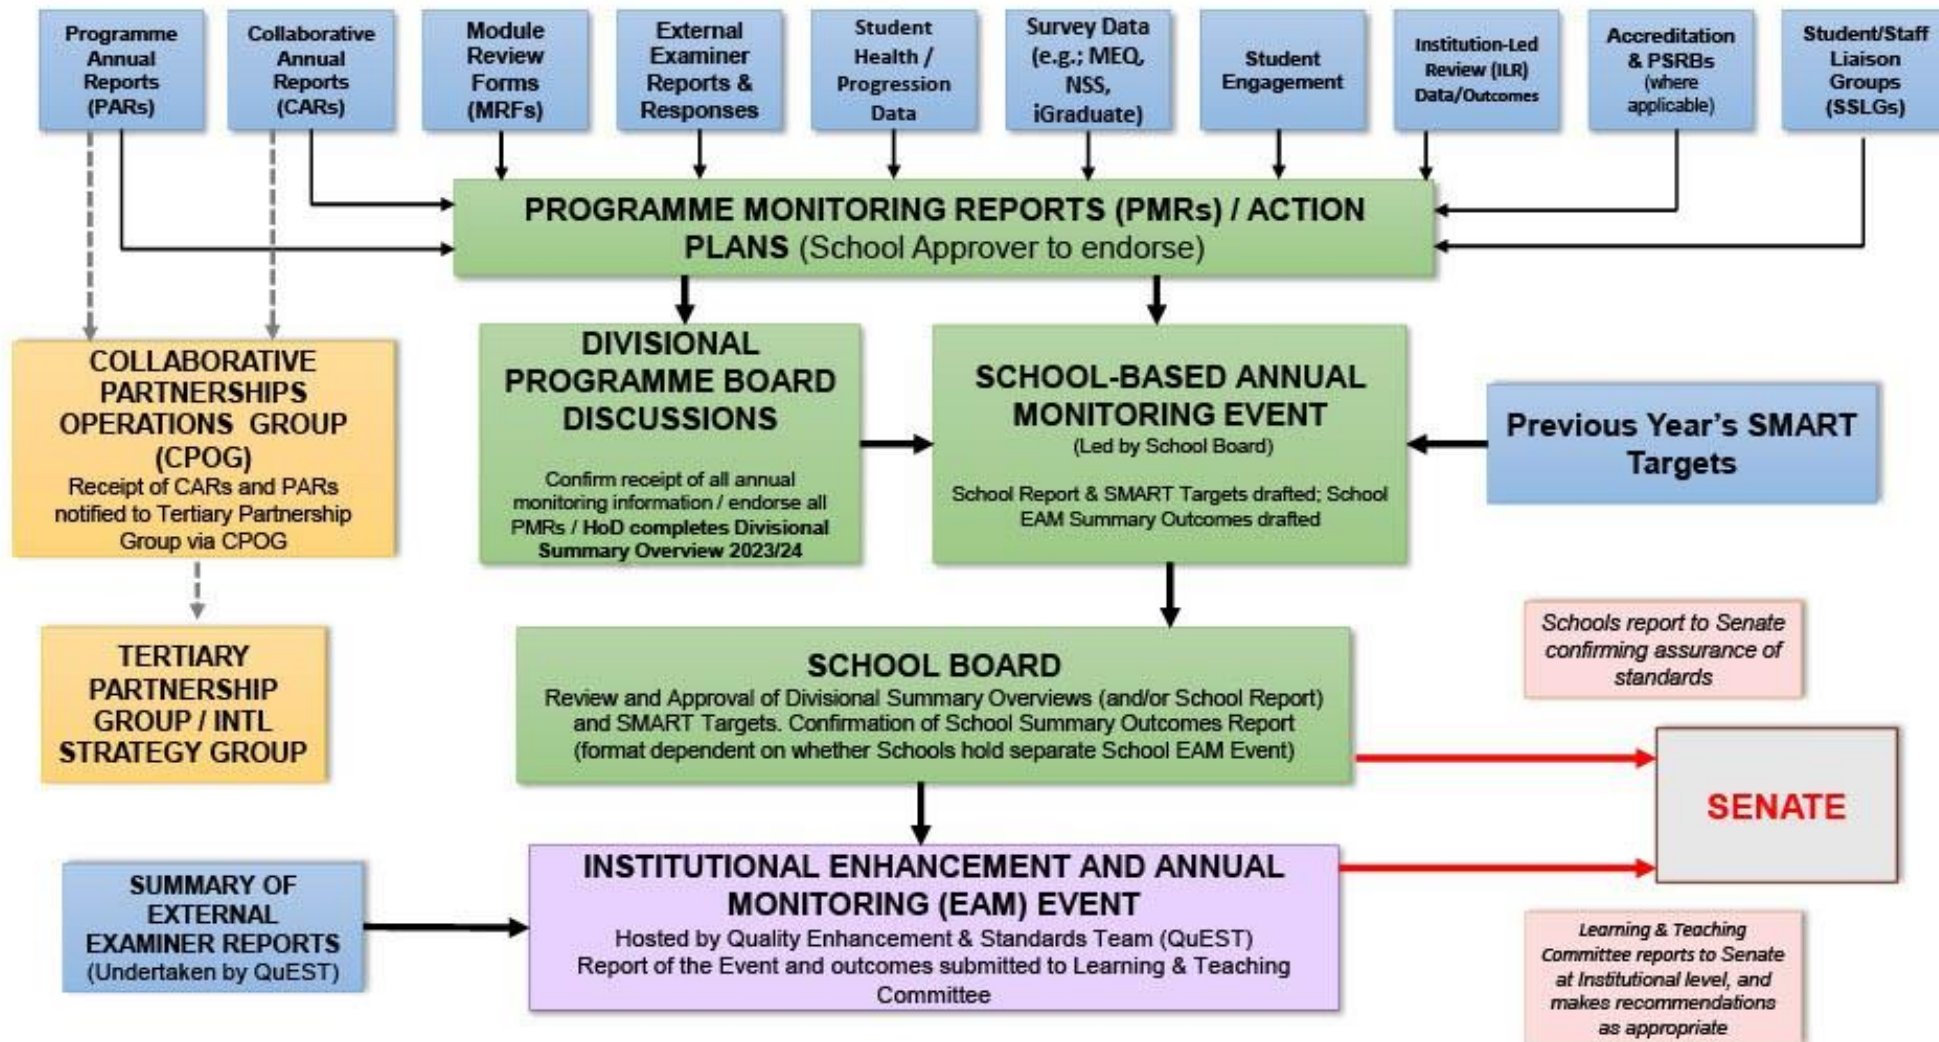 Programme
Annual
Reports
(PARs)
Collaborative
Annual
Reports
(CARs)
Module
Review
Forms
(MRFs)
External
Examiner
Reports &
Responses
Student
Health /
Progression
Data
Survey Data
(e.g.; MEQ,
NSS,
iGraduate)
Student
Engagement
Institution-Led
Review (ILR)
Data/Outcomes
Accreditation
& PSRBs
(where
applicable)
Student/Staff
Liaison
Groups
(SSLGs)
PROGRAMME MONITORING REPORTS (PMRs) / ACTION
PLANS (School Approver to endorse)
COLLABORATIVE
PARTNERSHIPS
OPERATIONS GROUP
(CPOG)
Receipt of CARs and PARs
notified to Tertiary Partnership
Group via CPOG
DIVISIONAL
PROGRAMME BOARD
DISCUSSIONS
Confirm receipt of all annual
monitoring information / endorse all
PMRs / HoD completes Divisional
Summary Overview 2023/24
SCHOOL-BASED ANNUAL
MONITORING EVENT
(Led by School Board)
School Report & SMART Targets drafted; School
EAM Summary Outcomes drafted
Previous Year's SMART
Targets
TERTIARY
PARTNERSHIP
GROUP / INTL
STRATEGY GROUP
SCHOOL BOARD
Review and Approval of Divisional Summary Overviews (and/or School Report)
and SMART Targets. Confirmation of School Summary Outcomes Report
(format dependent on whether Schools hold separate School EAM Event)
Schools report to Senate
confirming assurance of
standards
SENATE
SUMMARY OF
EXTERNAL
EXAMINER REPORTS
(Undertaken by QuEST)
INSTITUTIONAL ENHANCEMENT AND ANNUAL
MONITORING (EAM) EVENT
Hosted by Quality Enhancement & Standards Team (QuEST)
Report of the Event and outcomes submitted to Learning & Teaching
Committee
Learning & Teaching
Committee reports to Senate
at Institutional level, and
makes recommendations
as appropriate